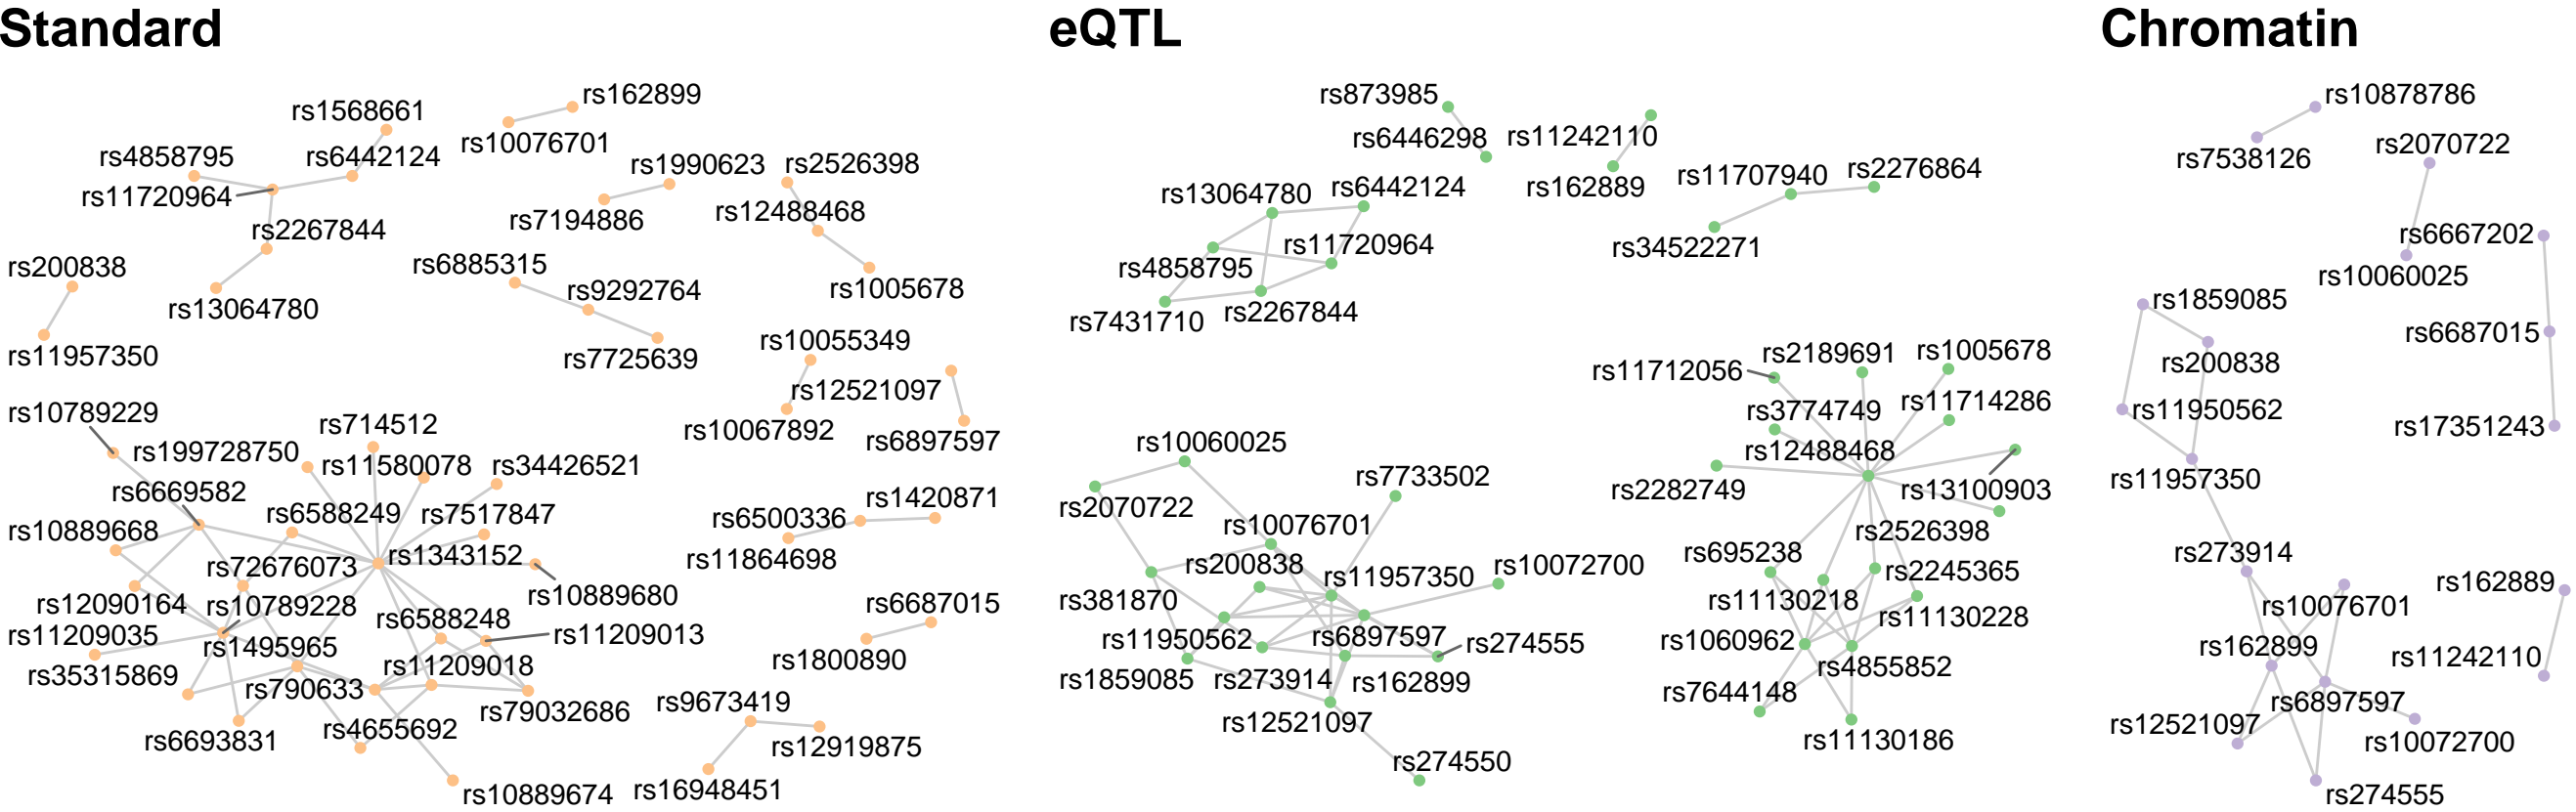 Standard
eQTL
Chromatin
rs162899
rs1568661
rs10076701
rs4858795
rs6442124
rs1990623
rs2526398
rs11720964
rs7194886
rs12488468
rs2267844
rs200838
rs6885315
rs9292764
rs1005678
rs13064780
rs11957350
rs7725639
rs10055349
rs12521097
rs10067892
rs6897597
rs10789229
rs714512
rs199728750
rs11580078
rs34426521
rs6669582
rs6588249
rs7517847
rs1420871
rs6500336
rs10889668
rs1343152
rs11864698
rs72676073
rs10889680
rs12090164
rs10789228
rs6588248
rs6687015
rs11209035
rs1495965
rs11209013
rs1800890
rs35315869
rs790633
rs11209018
rs9673419
rs79032686
rs4655692
rs6693831
rs12919875
rs10889674
rs16948451
rs873985
rs6446298
rs11242110
rs162889
rs11707940
rs2276864
rs13064780
rs6442124
rs11720964
rs34522271
rs4858795
rs7431710
rs2267844
rs11712056
rs2189691
rs1005678
rs3774749
rs11714286
rs12488468
rs10060025
rs7733502
rs2282749
rs13100903
rs2070722
rs10076701
rs2526398
rs200838
rs11957350
rs10072700
rs695238
rs2245365
rs381870
rs11130218
rs11130228
rs11950562
rs6897597
rs274555
rs1060962
rs4855852
rs1859085
rs273914
rs162899
rs7644148
rs12521097
rs11130186
rs274550
rs10878786
rs7538126
rs2070722
rs6667202
rs10060025
rs1859085
rs6687015
rs200838
rs11950562
rs17351243
rs11957350
rs273914
rs162889
rs10076701
rs162899
rs11242110
rs6897597
rs12521097
rs10072700
rs274555